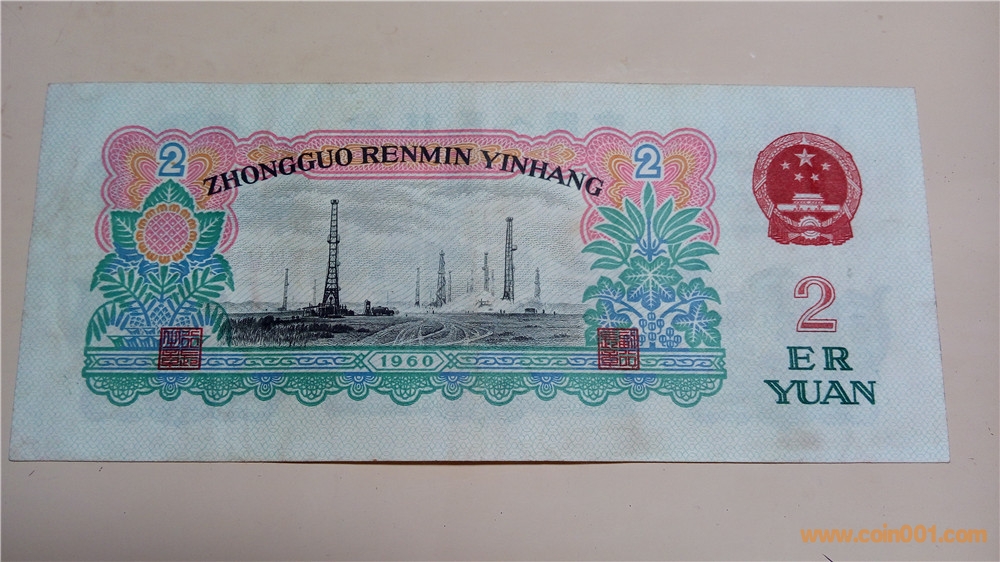 2
2
ZHONGGUO RENMIN YINHANG
1960
2
ER
YUAN
www.coin001.com